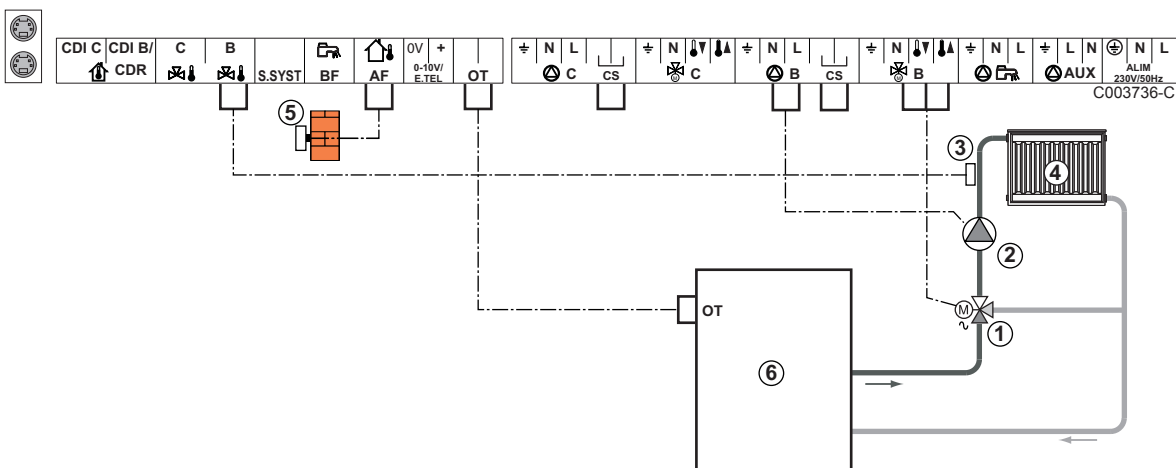 CDI C CDI B/ C B 0V + ⏚ N L ⏚ N ⏚ N L ⏚ N ⏚ N L ⏚ L N ⏚ N L
CDR S.SYST BF AF 0-10V/ OT C CS C B CS B AUX ALIM
E.TEL 230V/50Hz
C003736-C
5
3
4
2
OT
M
~
1
6